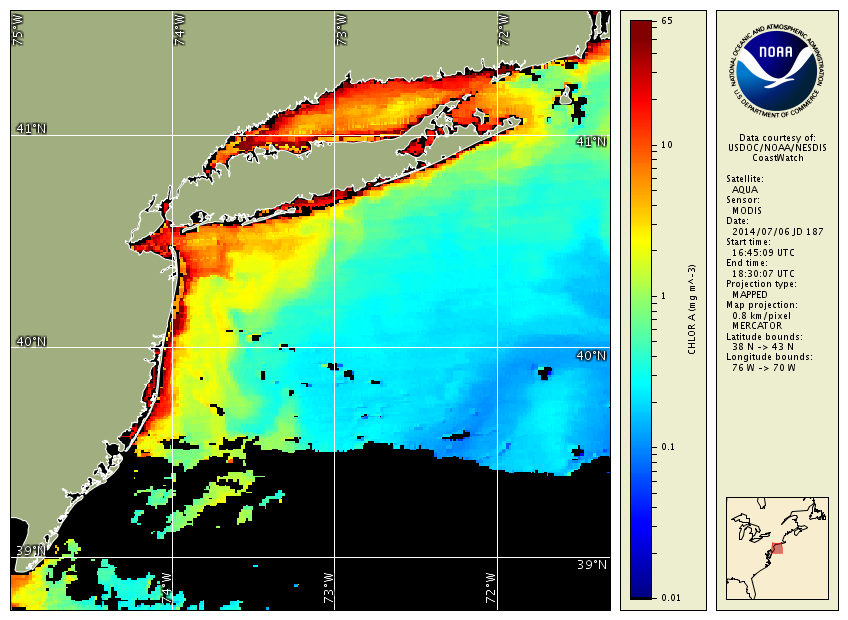 75°W
74°W
73°W
72°W
41°N
41°N
40°N
40°N
39°N
39°N
74°W
73°W
72°W
65
10
1
0.1
0.01
CHLOR A (mg m^-3)
NATIONAL OCEANIC AND ATMOSPHERIC ADMINISTRATION
NOAA
U.S. DEPARTMENT OF COMMERCE
Data courtesy of:
USDOC/NOAA/NESDIS
CoastWatch
Satellite:
AQUA
Sensor:
MODIS
Date:
2014/07/06 JD 187
Start time:
16:45:09 UTC
End time:
18:30:07 UTC
Projection type:
MAPPED
Map projection:
0.8 km/pixel
MERCATOR
Latitude bounds:
38 N -> 43 N
Longitude bounds:
76 W -> 70 W